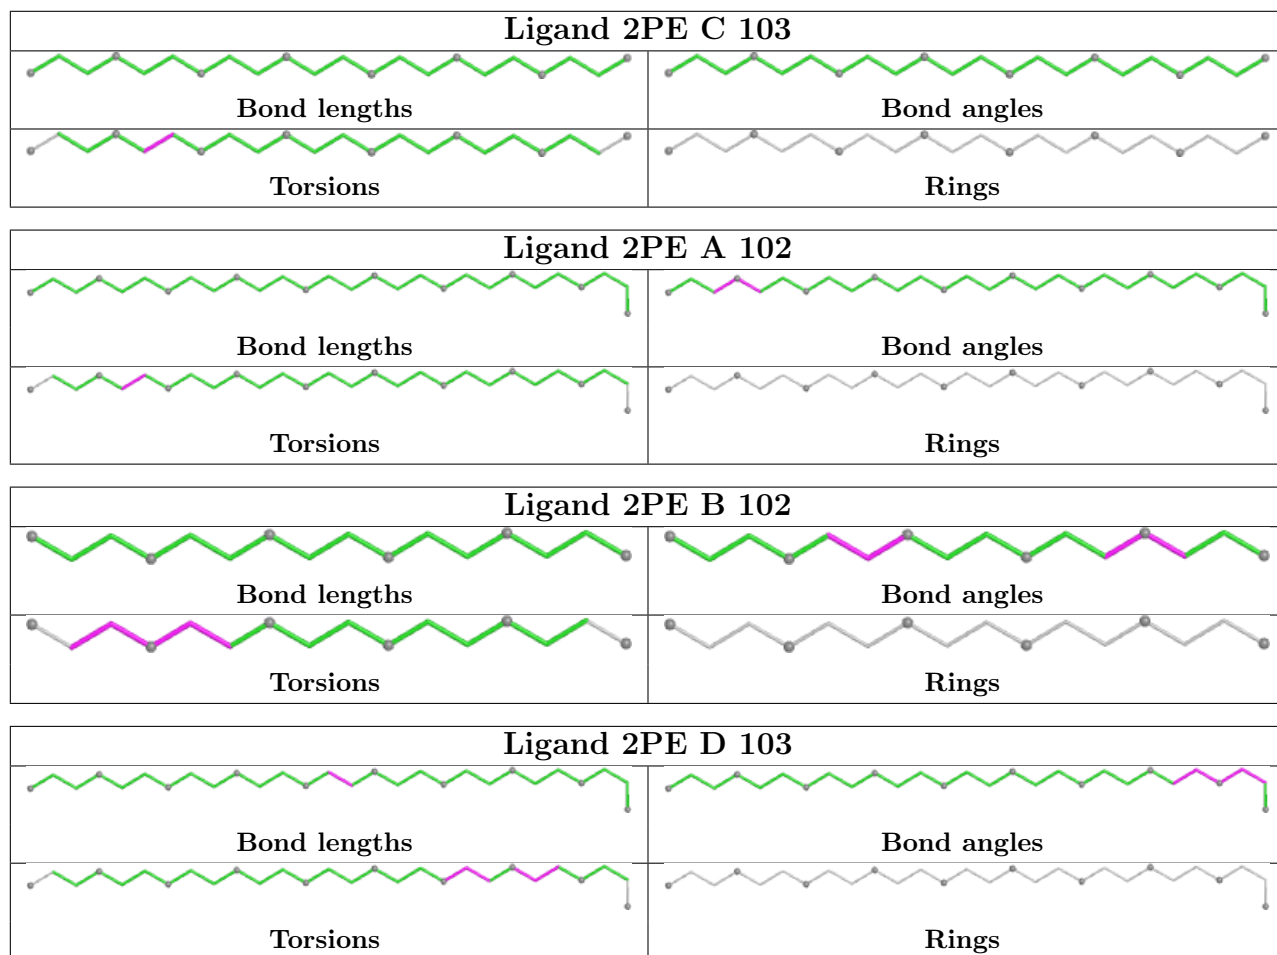 Ligand 2PE C 103
Bond lengths
Bond angles
Torsions
Rings
Ligand 2PE A 102
Bond lengths
Bond angles
Torsions
Rings
Ligand 2PE B 102
Bond lengths
Bond angles
Torsions
Rings
Ligand 2PE D 103
Bond lengths
Bond angles
Torsions
Rings